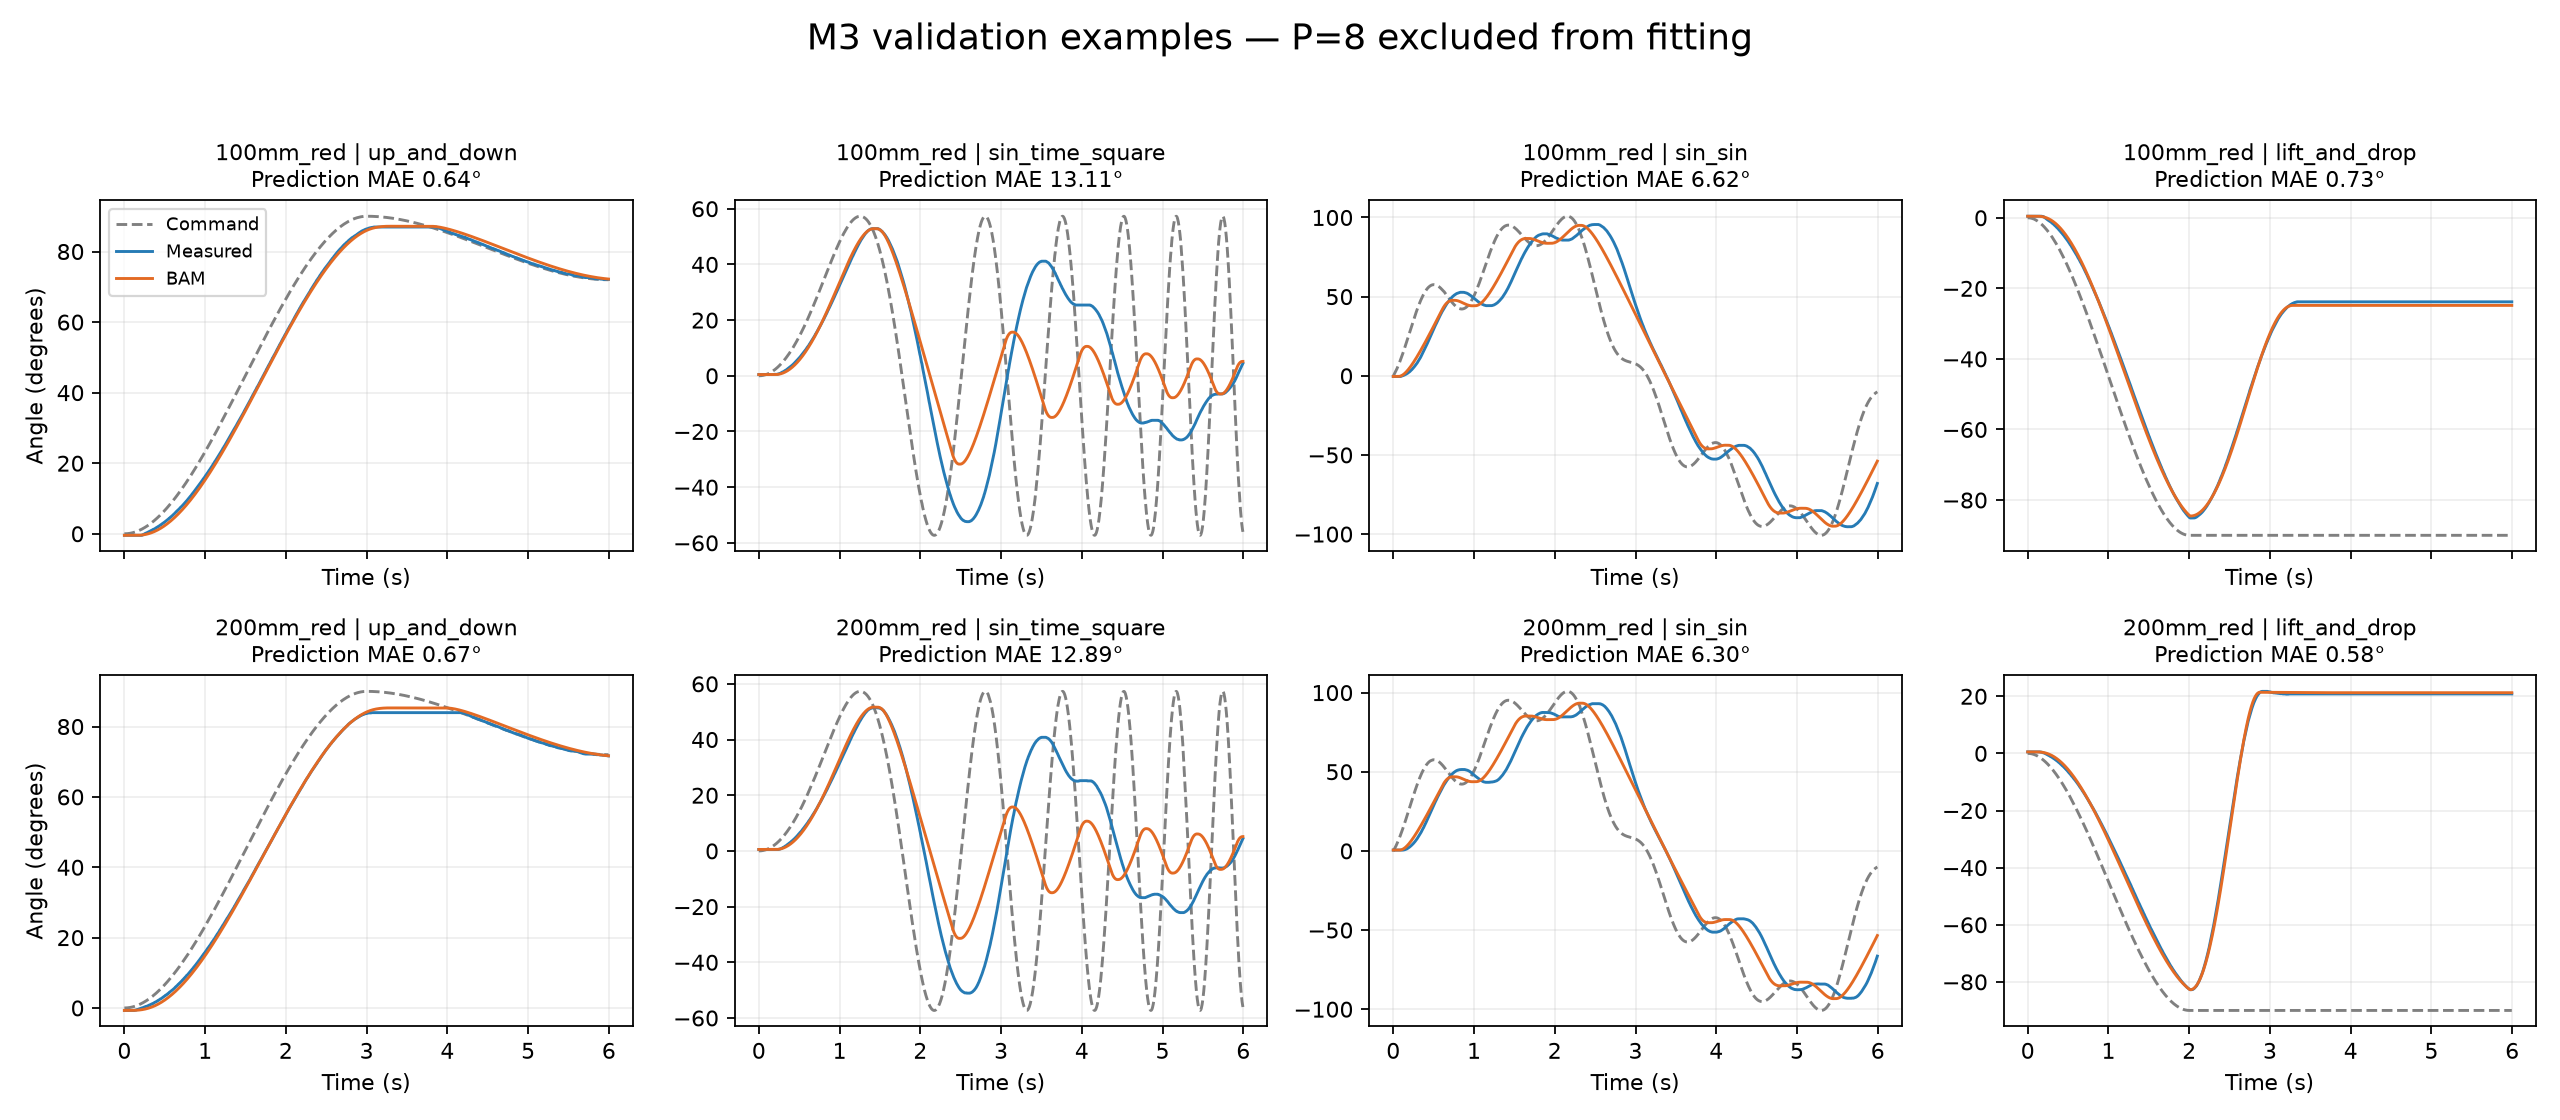 M3 validation examples — P=8 excluded from fitting
100mm_red | up_and_down
Prediction MAE 0.64°
Command
Measured
BAM
80
60
40
20
0
Angle (degrees)
Time (s)
100mm_red | sin_time_square
Prediction MAE 13.11°
60
40
20
0
−20
−40
−60
Time (s)
100mm_red | sin_sin
Prediction MAE 6.62°
100
50
0
−50
−100
Time (s)
100mm_red | lift_and_drop
Prediction MAE 0.73°
0
−20
−40
−60
−80
Time (s)
200mm_red | up_and_down
Prediction MAE 0.67°
80
60
40
20
0
Angle (degrees)
0 1 2 3 4 5 6
Time (s)
200mm_red | sin_time_square
Prediction MAE 12.89°
60
40
20
0
−20
−40
−60
0 1 2 3 4 5 6
Time (s)
200mm_red | sin_sin
Prediction MAE 6.30°
100
50
0
−50
−100
0 1 2 3 4 5 6
Time (s)
200mm_red | lift_and_drop
Prediction MAE 0.58°
20
0
−20
−40
−60
−80
0 1 2 3 4 5 6
Time (s)